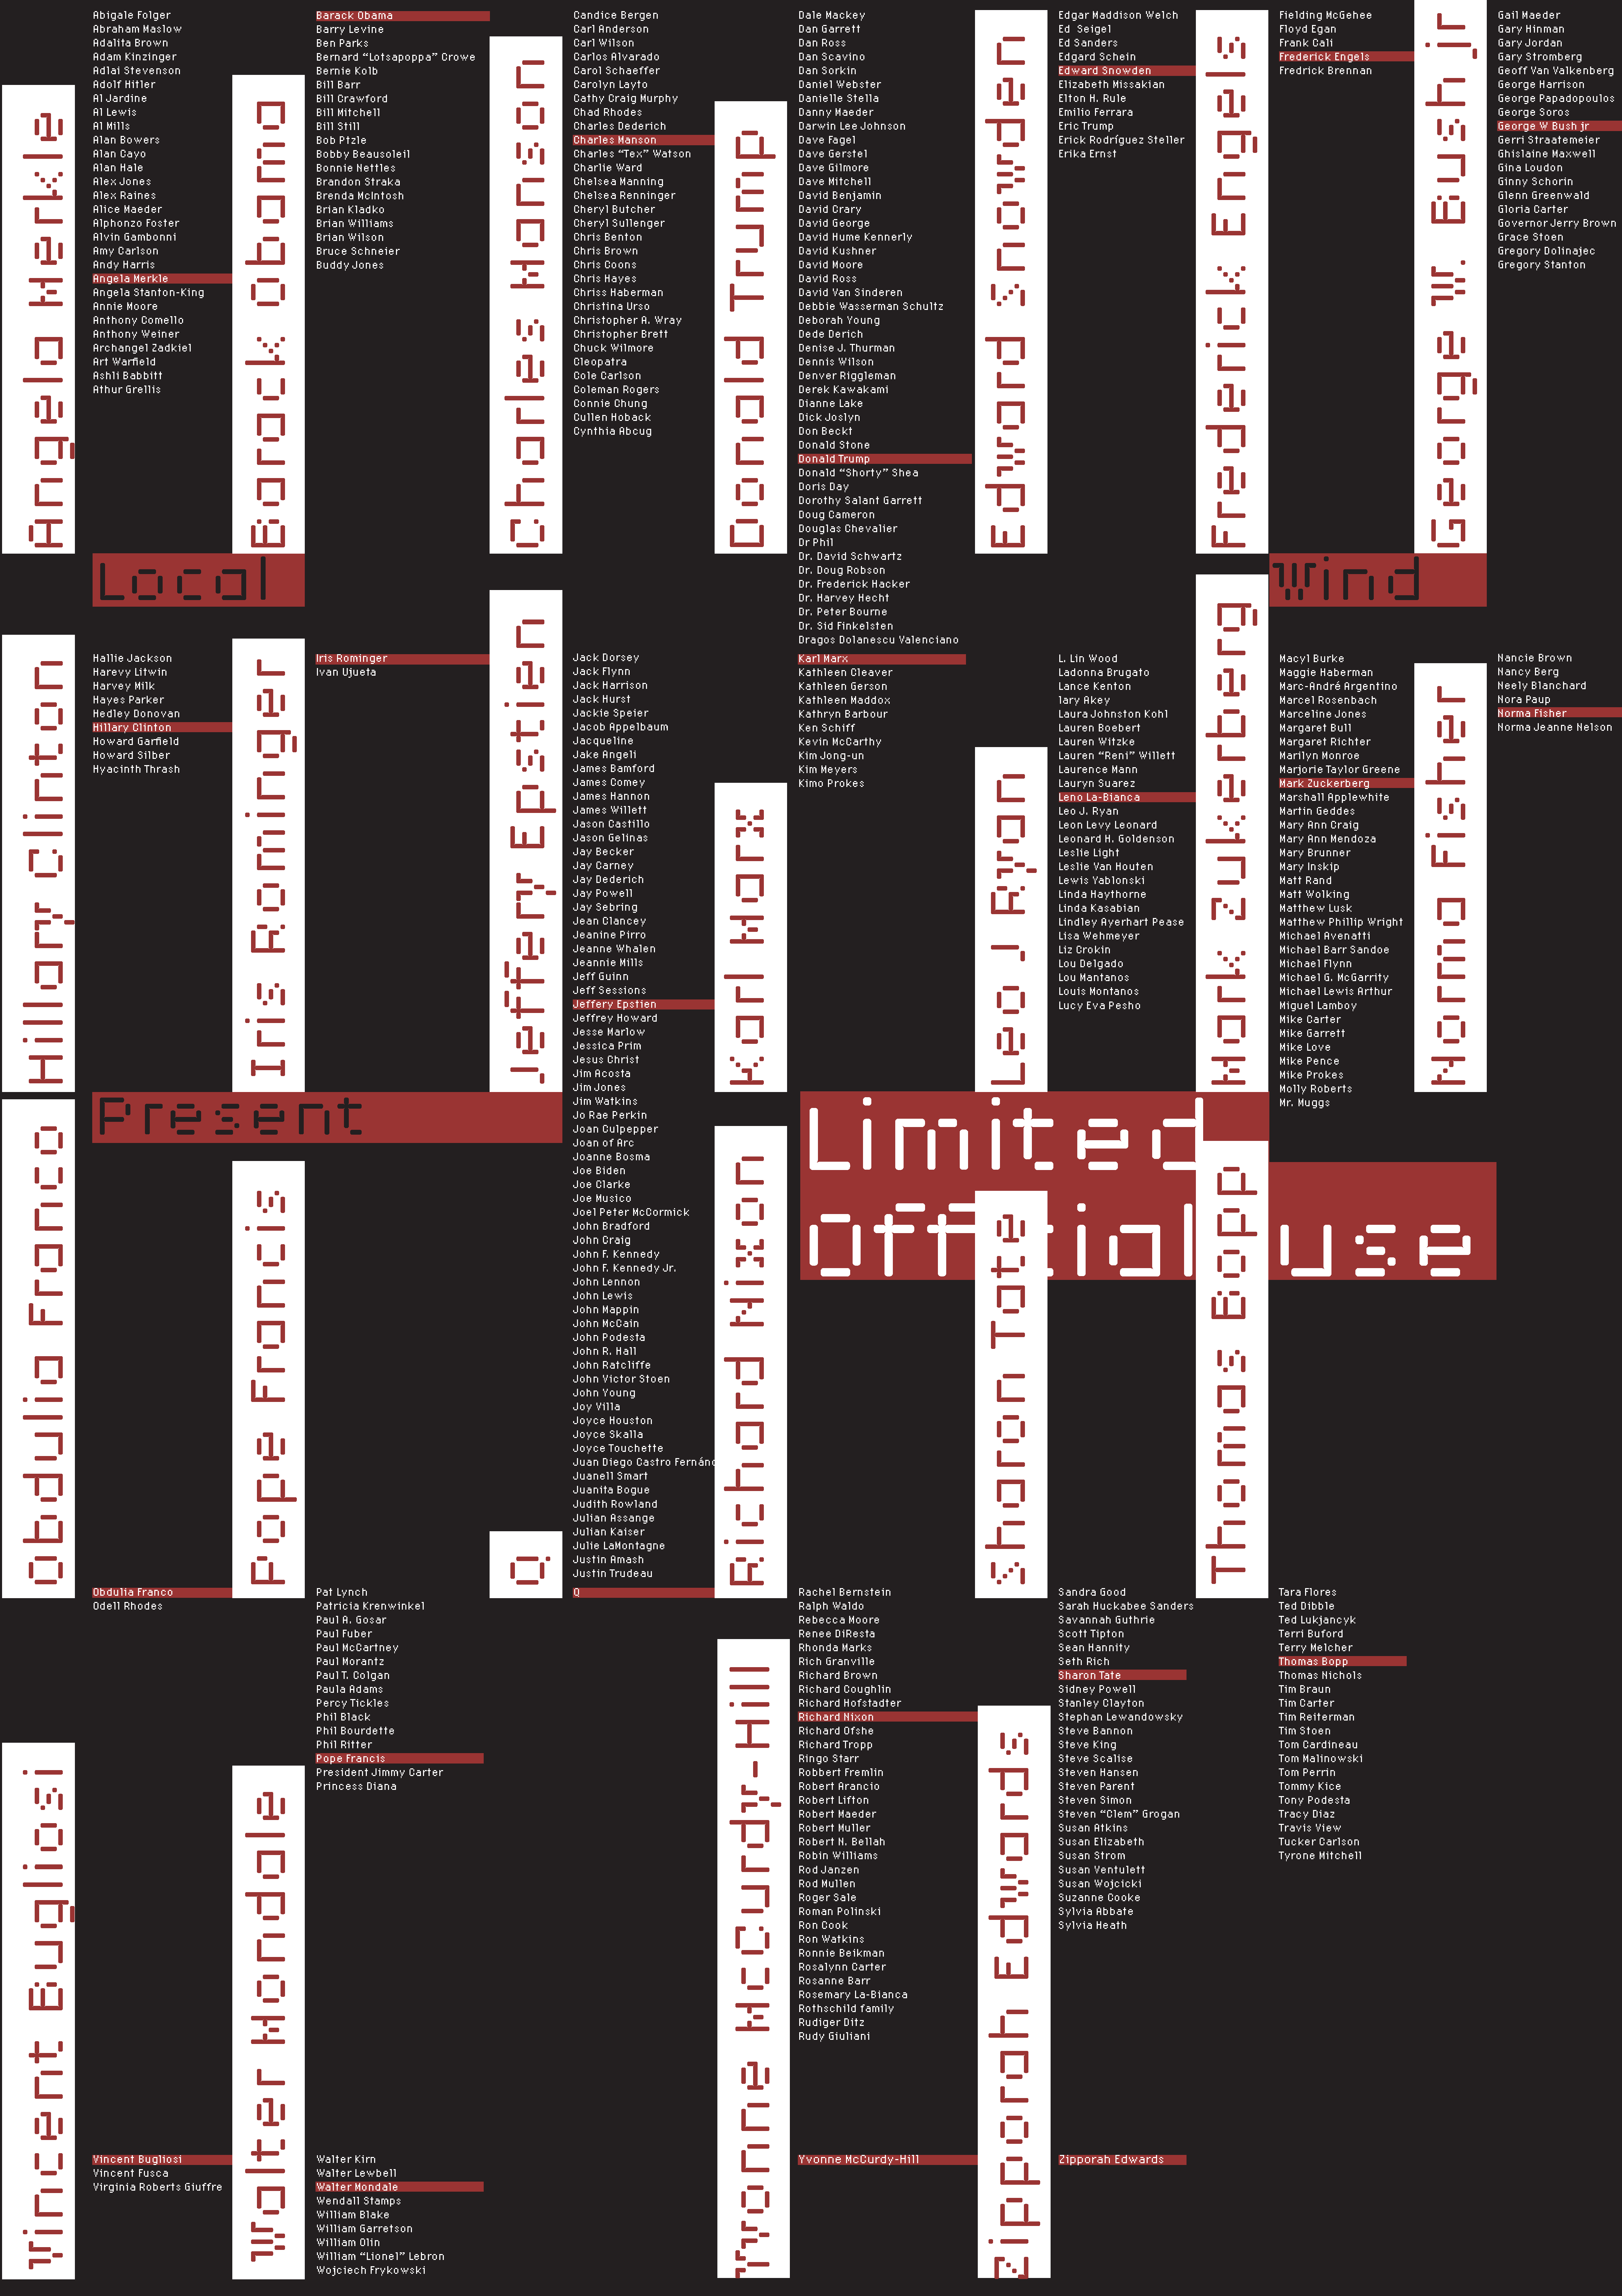 Angela Merkle
Abigale Folger
Abraham Maslow
Adalita Brown
Adam Kinzinger
Adlai Stevenson
Adolf Hitler
Al Jardine
Al Lewis
Al Mills
Alan Bowers
Alan Cayo
Alan Hale
Alex Jones
Alex Raines
Alice Maeder
Alphonzo Foster
Alvin Gambonni
Amy Carlson
Andy Harris
Angela Merkle
Angela Stanton-King
Annie Moore
Anthony Comello
Anthony Weiner
Archangel Zadkiel
Art Warfield
Ashli Babbitt
Athur Grellis
Barack Obama
Barack Obama
Barry Levine
Ben Parks
Bernard “Lotsapoppa” Crowe
Bernie Kolb
Bill Barr
Bill Crawford
Bill Mitchell
Bill Still
Bob Ptzle
Bobby Beausoleil
Bonnie Nettles
Brandon Straka
Brenda McIntosh
Brian Kladko
Brian Williams
Brian Wilson
Bruce Schneier
Buddy Jones
Charles Manson
Candice Bergen
Carl Anderson
Carl Wilson
Carlos Alvarado
Carol Schaeffer
Carolyn Layto
Cathy Craig Murphy
Chad Rhodes
Charles Dederich
Charles Manson
Charles “Tex” Watson
Charlie Ward
Chelsea Manning
Chelsea Renninger
Cheryl Butcher
Cheryl Sullenger
Chris Benton
Chris Brown
Chris Coons
Chris Hayes
Chriss Haberman
Christina Urso
Christopher A. Wray
Christopher Brett
Chuck Wilmore
Cleopatra
Cole Carlson
Coleman Rogers
Connie Chung
Cullen Hoback
Cynthia Abcug
Donald Trump
Dale Mackey
Dan Garrett
Dan Ross
Dan Scavino
Dan Sorkin
Daniel Webster
Danielle Stella
Danny Maeder
Darwin Lee Johnson
Dave Fagel
Dave Gerstel
Dave Gilmore
Dave Mitchell
David Benjamin
David Crary
David George
David Hume Kennerly
David Kushner
David Moore
David Ross
David Van Sinderen
Debbie Wasserman Schultz
Deborah Young
Dede Derich
Denise J. Thurman
Dennis Wilson
Denver Riggleman
Derek Kawakami
Dianne Lake
Dick Joslyn
Don Beckt
Donald Stone
Donald Trump
Donald “Shorty” Shea
Doris Day
Dorothy Salant Garrett
Doug Cameron
Douglas Chevalier
Dr Phil
Dr. David Schwartz
Dr. Doug Robson
Dr. Frederick Hacker
Dr. Harvey Hecht
Dr. Peter Bourne
Dr. Sid Finkelsten
Dragos Dolanescu Valenciano
Edward Snowden
Edgar Maddison Welch
Ed Seigel
Ed Sanders
Edgard Schein
Edward Snowden
Elizabeth Missakian
Elton H. Rule
Emilio Ferrara
Eric Trump
Erick Rodríguez Steller
Erika Ernst
Frederick Engels
Fielding McGehee
Floyd Egan
Frank Cali
Frederick Engels
Fredrick Brennan
George W. Bush jr
Gail Maeder
Gary Hinman
Gary Jordan
Gary Stromberg
Geoff Van Valkenberg
George Harrison
George Papadopoulos
George Soros
George W Bush jr
Gerri Straatemeier
Ghislaine Maxwell
Gina Loudon
Ginny Schorin
Glenn Greenwald
Gloria Carter
Governor Jerry Brown
Grace Stoen
Gregory Dolinajec
Gregory Stanton
Local
Wind
Hillary Clinton
Hallie Jackson
Harevy Litwin
Harvey Milk
Hayes Parker
Hedley Donovan
Hillary Clinton
Howard Garfield
Howard Silber
Hyacinth Thrash
Iris Rominger
Iris Rominger
Ivan Ujueta
Jeffery Epstien
Jack Dorsey
Jack Flynn
Jack Harrison
Jack Hurst
Jackie Speier
Jacob Appelbaum
Jacqueline
Jake Angeli
James Bamford
James Comey
James Hannon
James Willett
Jason Castillo
Jason Gelinas
Jay Becker
Jay Carney
Jay Dederich
Jay Powell
Jay Sebring
Jean Clancey
Jeanine Pirro
Jeanne Whalen
Jeannie Mills
Jeff Guinn
Jeff Sessions
Jeffery Epstien
Jeffrey Howard
Jesse Marlow
Jessica Prim
Jesus Christ
Jim Acosta
Jim Jones
Jim Watkins
Jo Rae Perkin
Joan Culpepper
Joan of Arc
Joanne Bosma
Joe Biden
Joe Clarke
Joe Musico
Joel Peter McCormick
John Bradford
John Craig
John F. Kennedy
John F. Kennedy Jr.
John Lennon
John Lewis
John Mappin
John McCain
John Podesta
John R. Hall
John Ratcliffe
John Victor Stoen
John Young
Joy Villa
Joyce Houston
Joyce Skalla
Joyce Touchette
Juan Diego Castro Fernánc
Juanell Smart
Juanita Bogue
Judith Rowland
Julian Assange
Julian Kaiser
Julie LaMontagne
Justin Amash
Justin Trudeau
Karl Marx
Karl Marx
Kathleen Cleaver
Kathleen Gerson
Kathleen Maddox
Kathryn Barbour
Ken Schiff
Kevin McCarthy
Kim Jong-un
Kim Meyers
Kimo Prokes
Leo J Ryan
L. Lin Wood
Ladonna Brugato
Lance Kenton
lary Akey
Laura Johnston Kohl
Lauren Boebert
Lauren Witzke
Lauren “Reni” Willett
Laurence Mann
Lauryn Suarez
Leno La-Bianca
Leo J. Ryan
Leon Levy Leonard
Leonard H. Goldenson
Leslie Light
Leslie Van Houten
Lewis Yablonski
Linda Haythorne
Linda Kasabian
Lindley Ayerhart Pease
Lisa Wehmeyer
Liz Crokin
Lou Delgado
Lou Mantanos
Louis Montanos
Lucy Eva Pesho
Mark Zukerberg
Macyl Burke
Maggie Haberman
Marc-André Argentino
Marcel Rosenbach
Marceline Jones
Margaret Bull
Margaret Richter
Marilyn Monroe
Marjorie Taylor Greene
Mark Zuckerberg
Marshall Applewhite
Martin Geddes
Mary Ann Craig
Mary Ann Mendoza
Mary Brunner
Mary Inskip
Matt Rand
Matt Wolking
Matthew Lusk
Matthew Phillip Wright
Michael Avenatti
Michael Barr Sandoe
Michael Flynn
Michael G. McGarrity
Michael Lewis Arthur
Miguel Lamboy
Mike Carter
Mike Garrett
Mike Love
Mike Pence
Mike Prokes
Molly Roberts
Mr. Muggs
Norma Fisher
Nancie Brown
Nancy Berg
Neely Blanchard
Nora Paup
Norma Fisher
Norma Jeanne Nelson
Present
Limited
official use
Obdulia Franco
Obdulia Franco
Odell Rhodes
Pope Francis
Pat Lynch
Patricia Krenwinkel
Paul A. Gosar
Paul Fuber
Paul McCartney
Paul Morantz
Paul T. Colgan
Paula Adams
Percy Tickles
Phil Black
Phil Bourdette
Phil Ritter
Pope Francis
President Jimmy Carter
Princess Diana
Q
Q
Richard Nixon
Rachel Bernstein
Ralph Waldo
Rebecca Moore
Renee DiResta
Rhonda Marks
Rich Granville
Richard Brown
Richard Coughlin
Richard Hofstadter
Richard Nixon
Richard Ofshe
Richard Tropp
Ringo Starr
Robbert Fremlin
Robert Arancio
Robert Lifton
Robert Maeder
Robert Muller
Robert N. Bellah
Robin Williams
Rod Janzen
Rod Mullen
Roger Sale
Roman Polinski
Ron Cook
Ron Watkins
Ronnie Beikman
Rosalynn Carter
Rosanne Barr
Rosemary La-Bianca
Rothschild family
Rudiger Ditz
Rudy Giuliani
Sharon Tate
Sandra Good
Sarah Huckabee Sanders
Savannah Guthrie
Scott Tipton
Sean Hannity
Seth Rich
Sharon Tate
Sidney Powell
Stanley Clayton
Stephan Lewandowsky
Steve Bannon
Steve King
Steve Scalise
Steven Hansen
Steven Parent
Steven Simon
Steven “Clem” Grogan
Susan Atkins
Susan Elizabeth
Susan Strom
Susan Ventulett
Susan Wojcicki
Suzanne Cooke
Sylvia Abbate
Sylvia Heath
Thomas Bopp
Tara Flores
Ted Dibble
Ted Lukjancyk
Terri Buford
Terry Melcher
Thomas Bopp
Thomas Nichols
Tim Braun
Tim Carter
Tim Reiterman
Tim Stoen
Tom Cardineau
Tom Malinowski
Tom Perrin
Tommy Kice
Tony Podesta
Tracy Diaz
Travis View
Tucker Carlson
Tyrone Mitchell
Vincent Bugliosi
Vincent Bugliosi
Vincent Fusca
Virginia Roberts Giuffre
Walter Mondale
Walter Kirn
Walter Lewbell
Walter Mondale
Wendall Stamps
William Blake
William Garretson
William Olin
William “Lionel” Lebron
Wojciech Frykowski
Yvonne McCurdy-Hill
Yvonne McCurdy-Hill
Zipporah Edwards
Zipporah Edwards